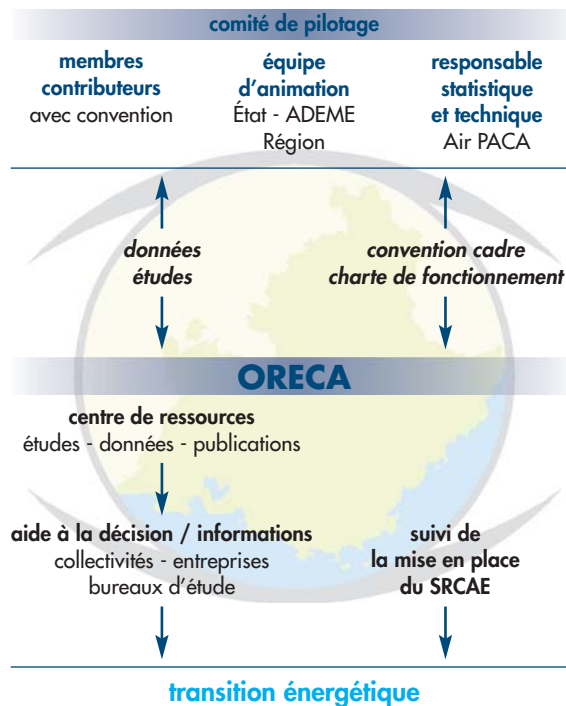 comité de pilotage
membres
contributeurs
avec convention
équipe
d'animation
État - ADEME
Région
responsable
statistique
et technique
Air PACA
données
études
convention cadre
charte de fonctionnement
ORECA
centre de ressources
études - données - publications
aide à la décision / informations
collectivités - entreprises
bureaux d'étude
suivi de
la mise en place
du SRCAE
transition énergétique